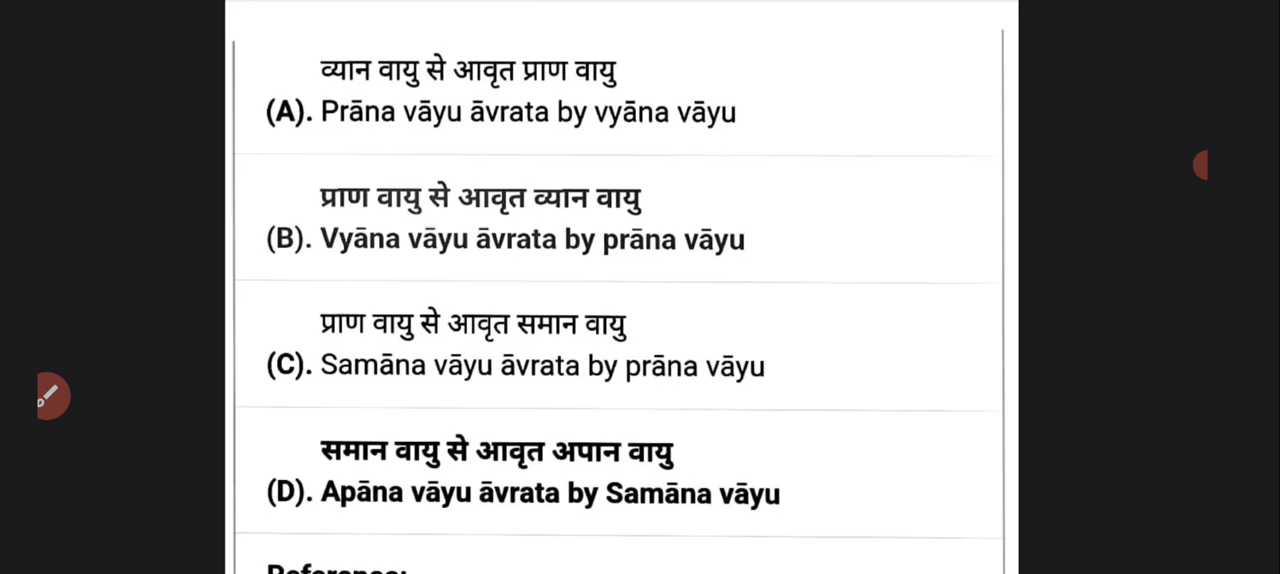 व्यान वायु से आवृत प्राण वायु
(A). Prāna vāyu āvrata by vyāna vāyu
प्राण वायु से आवृत व्यान वायु
(B). Vyāna vāyu āvrata by prāna vāyu
प्राण वायु से आवृत समान वायु
(C). Samāna vāyu āvrata by prāna vāyu
समान वायु से आवृत अपान वायु
(D). Apāna vāyu āvrata by Samāna vāyu